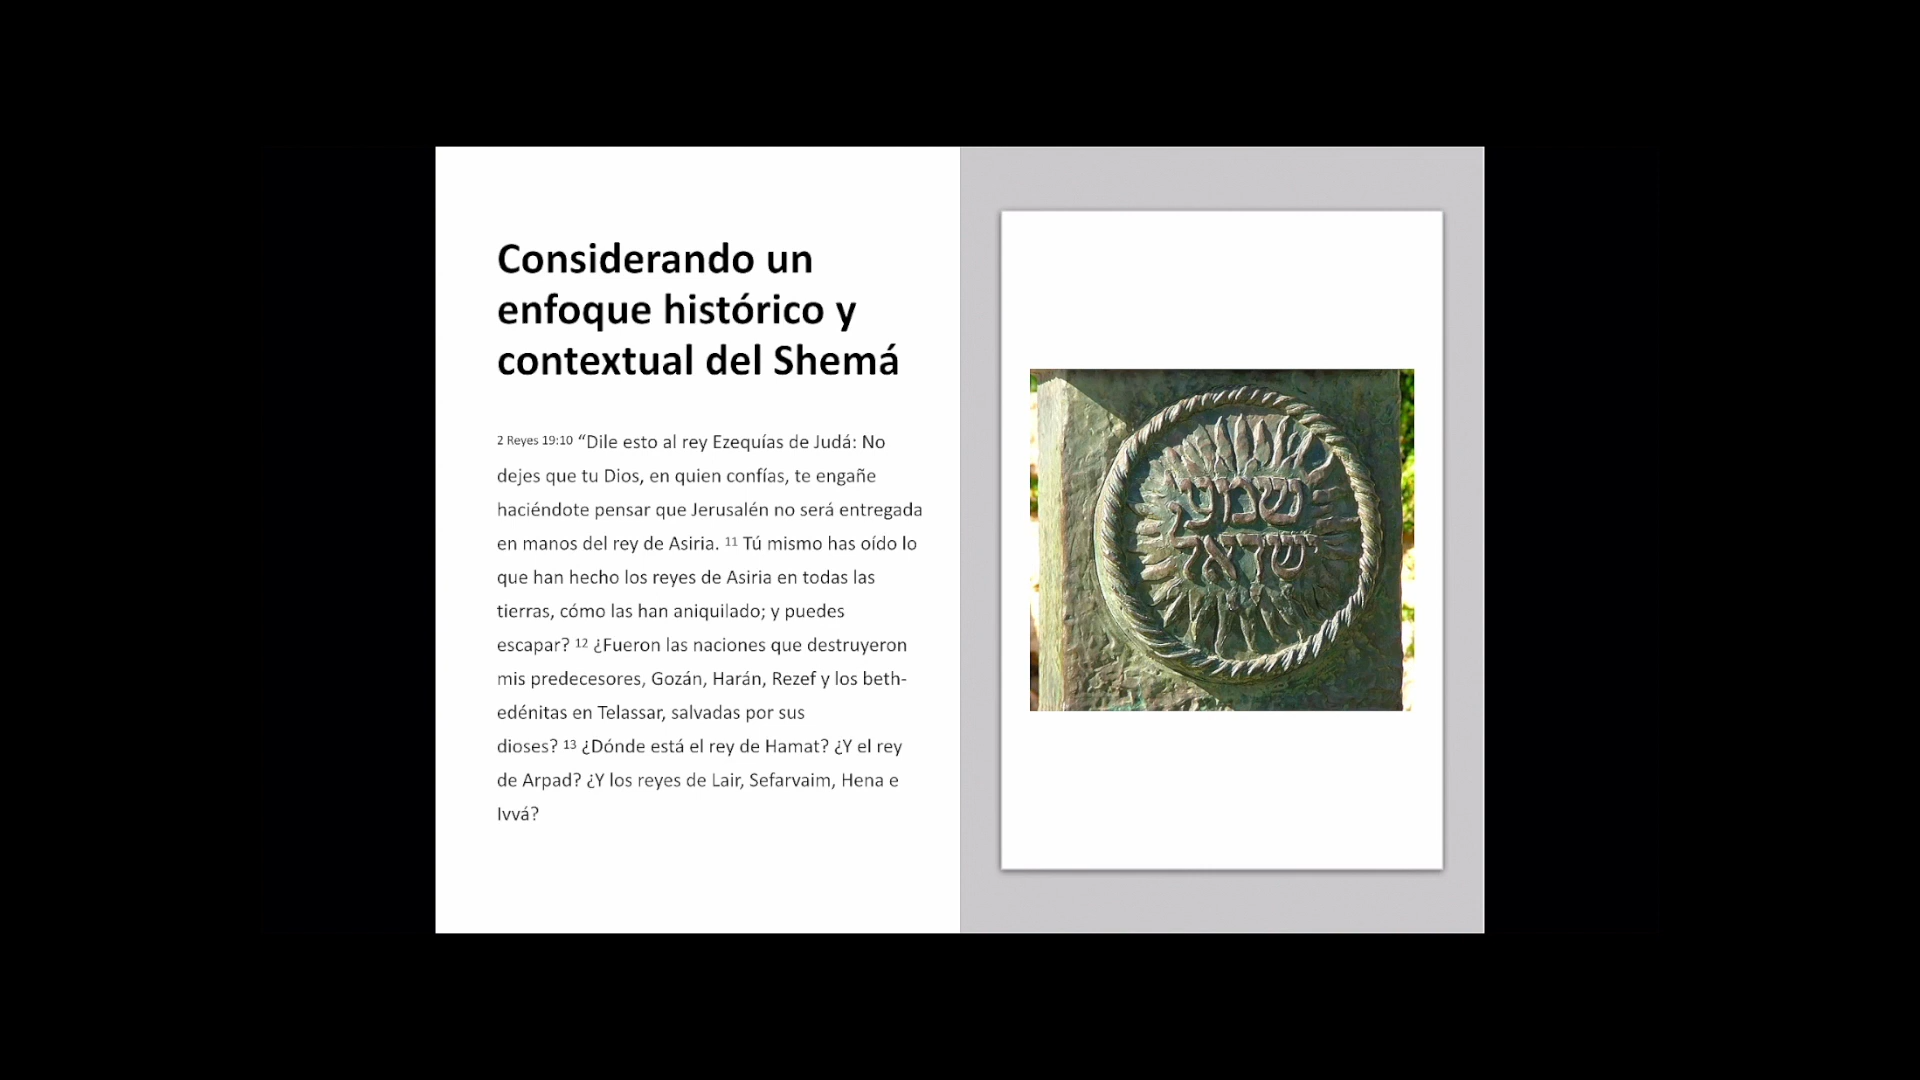 Considerando un
enfoque histórico y
contextual del Shemá
2 Reyes 19:10 “Dile esto al rey Ezequías de Judá: No
dejes que tu Dios, en quien confías, te engañe
haciéndote pensar que Jerusalén no será entregada
en manos del rey de Asiria. 11 Tú mismo has oído lo
que han hecho los reyes de Asiria en todas las
tierras, cómo las han aniquilado; y puedes
escapar? 12 ¿Fueron las naciones que destruyeron
mis predecesores, Gozán, Harán, Rezef y los beth-
edénitas en Telassar, salvadas por sus
dioses? 13 ¿Dónde está el rey de Hamat? ¿Y el rey
de Arpad? ¿Y los reyes de Lair, Sefarvaim, Hena e
Ivvá?
שמע
ישראל